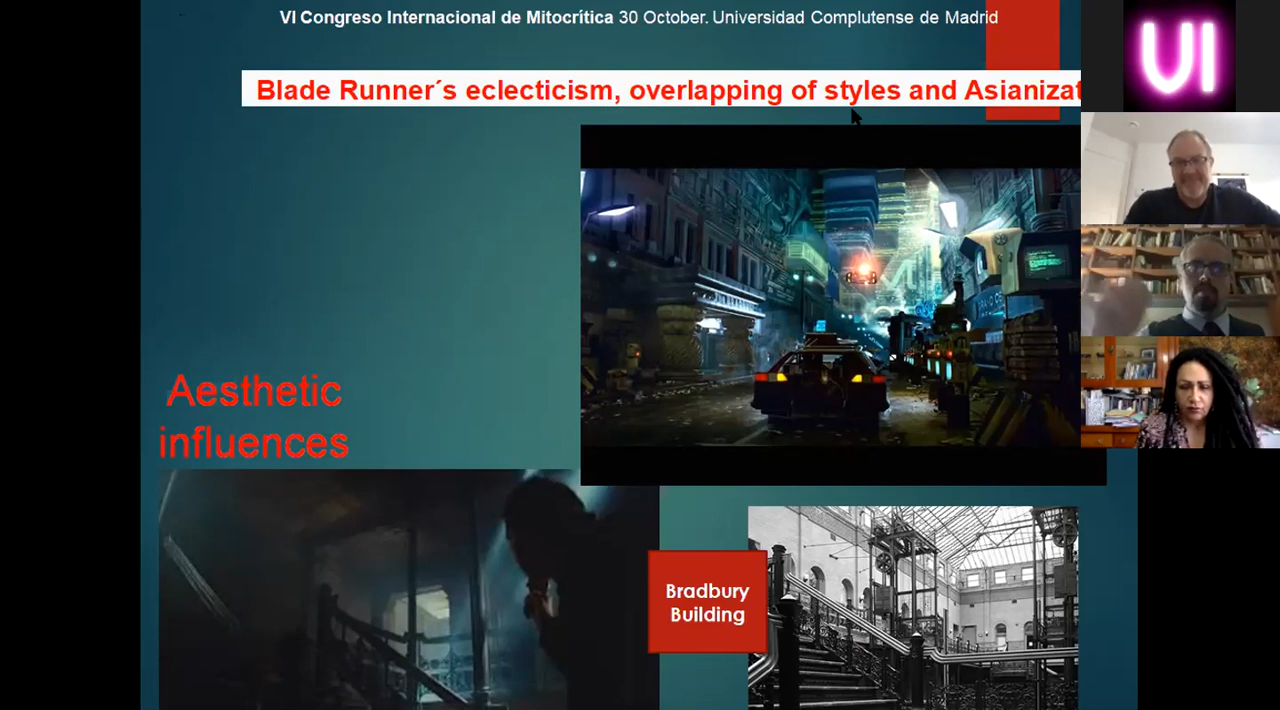 VI Congreso Internacional de Mitocrítica 30 October. Universidad Complutense de Madrid
VI
Blade Runner´s eclecticism, overlapping of styles and Asianizat
Aesthetic
influences
Bradbury
Building